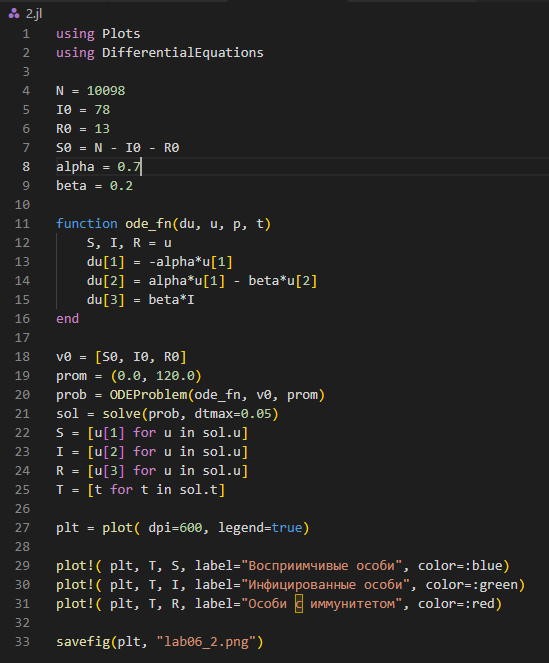 2.jl
1 using Plots
2 using DifferentialEquations
3
4 N = 10098
5 I0 = 78
6 R0 = 13
7 S0 = N - I0 - R0
8 alpha = 0.7
9 beta = 0.2
10
11 function ode_fn(du, u, p, t)
12     S, I, R = u
13     du[1] = -alpha*u[1]
14     du[2] = alpha*u[1] - beta*u[2]
15     du[3] = beta*I
16 end
17
18 v0 = [S0, I0, R0]
19 prom = (0.0, 120.0)
20 prob = ODEProblem(ode_fn, v0, prom)
21 sol = solve(prob, dtmax=0.05)
22 S = [u[1] for u in sol.u]
23 I = [u[2] for u in sol.u]
24 R = [u[3] for u in sol.u]
25 T = [t for t in sol.t]
26
27 plt = plot( dpi=600, legend=true)
28
29 plot!( plt, T, S, label="Восприимчивые особи", color=:blue)
30 plot!( plt, T, I, label="Инфицированные особи", color=:green)
31 plot!( plt, T, R, label="Особи с иммунитетом", color=:red)
32
33 savefig(plt, "lab06_2.png")